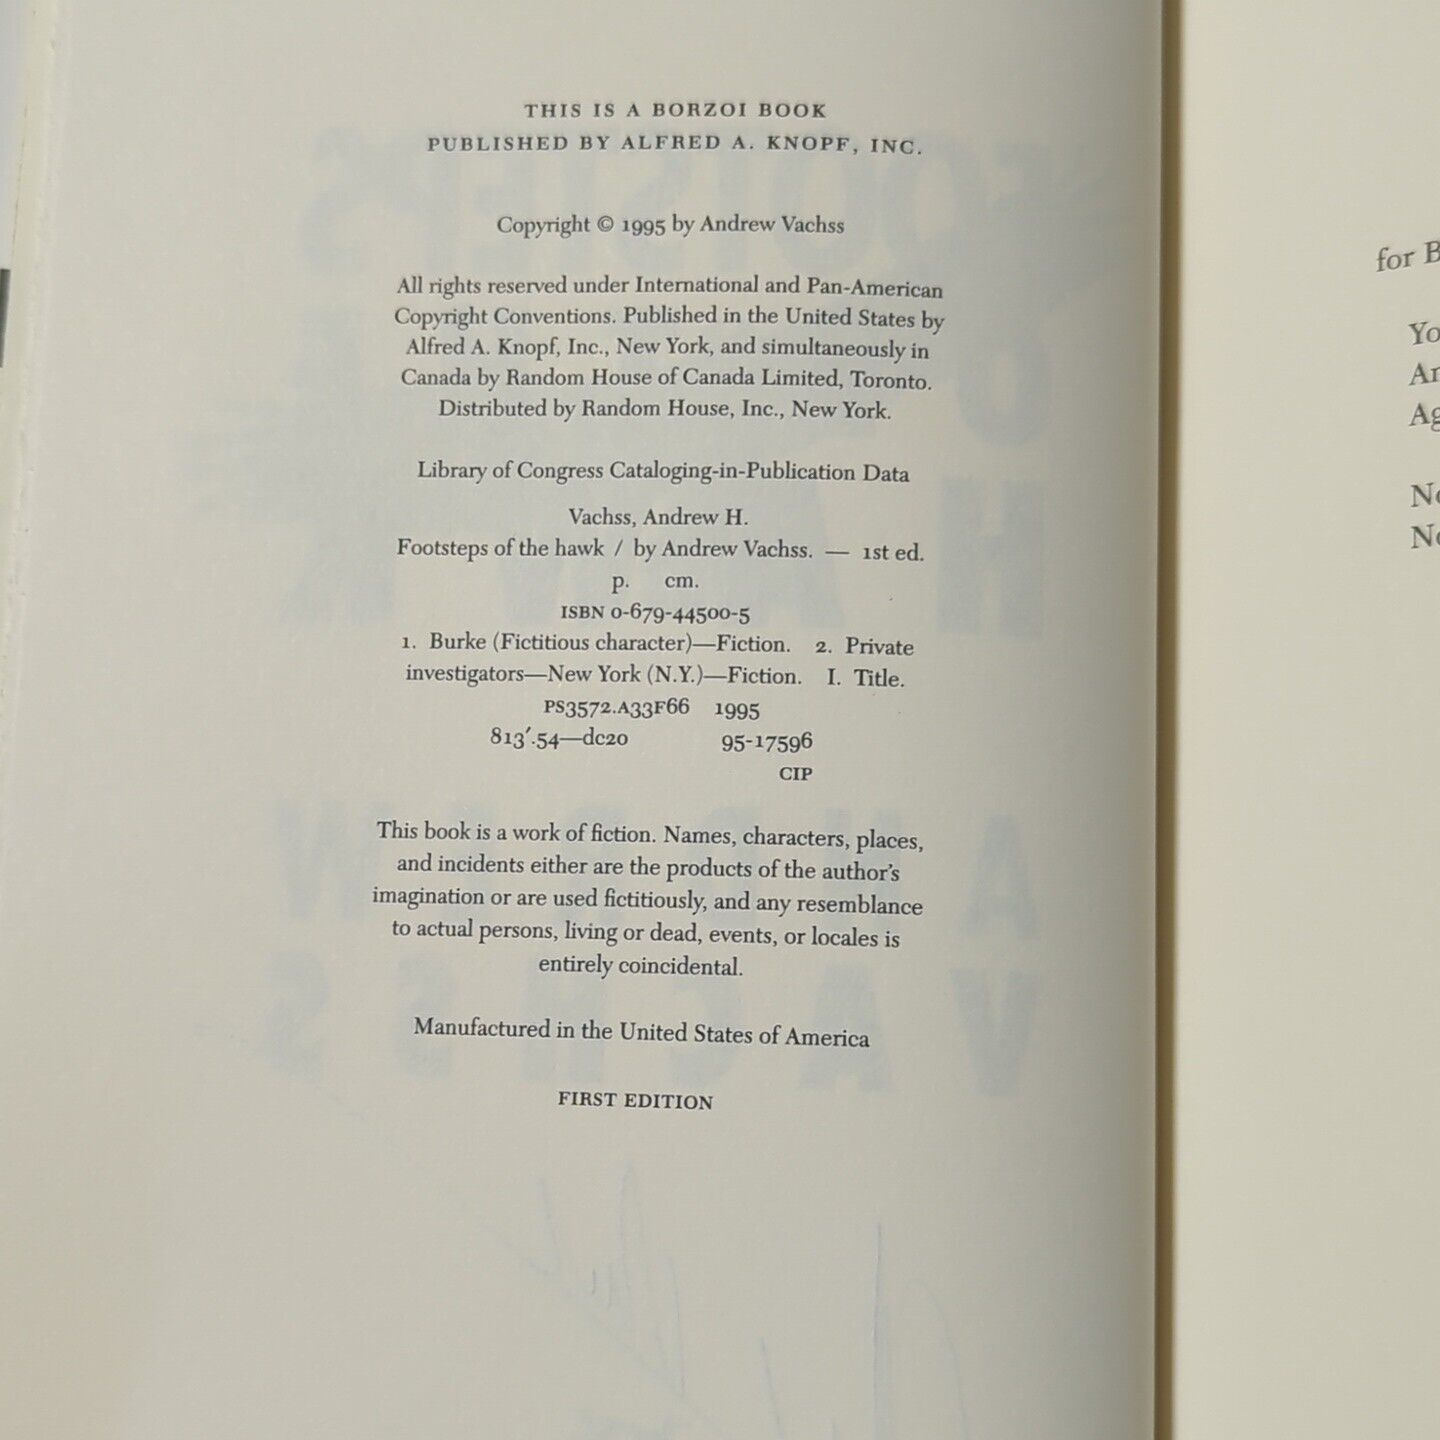 THIS IS A BORZOI BOOK
PUBLISHED BY ALFRED A. KNOPF, INC.
Copyright © 1995 by Andrew Vachss
All rights reserved under International and Pan-American
Copyright Conventions. Published in the United States by
Alfred A. Knopf, Inc., New York, and simultaneously in
Canada by Random House of Canada Limited, Toronto.
Distributed by Random House, Inc., New York.
Library of Congress Cataloging-in-Publication Data
Vachss, Andrew H.
Footsteps of the hawk / by Andrew Vachss. — 1st ed.
p. cm.
ISBN 0-679-44500-5
1. Burke (Fictitious character)—Fiction. 2. Private
investigators—New York (N.Y.)—Fiction. I. Title.
PS3572.A33F66 1995
813′.54—dc20 95-17596
CIP
This book is a work of fiction. Names, characters, places,
and incidents either are the products of the author's
imagination or are used fictitiously, and any resemblance
to actual persons, living or dead, events, or locales is
entirely coincidental.
Manufactured in the United States of America
FIRST EDITION
for